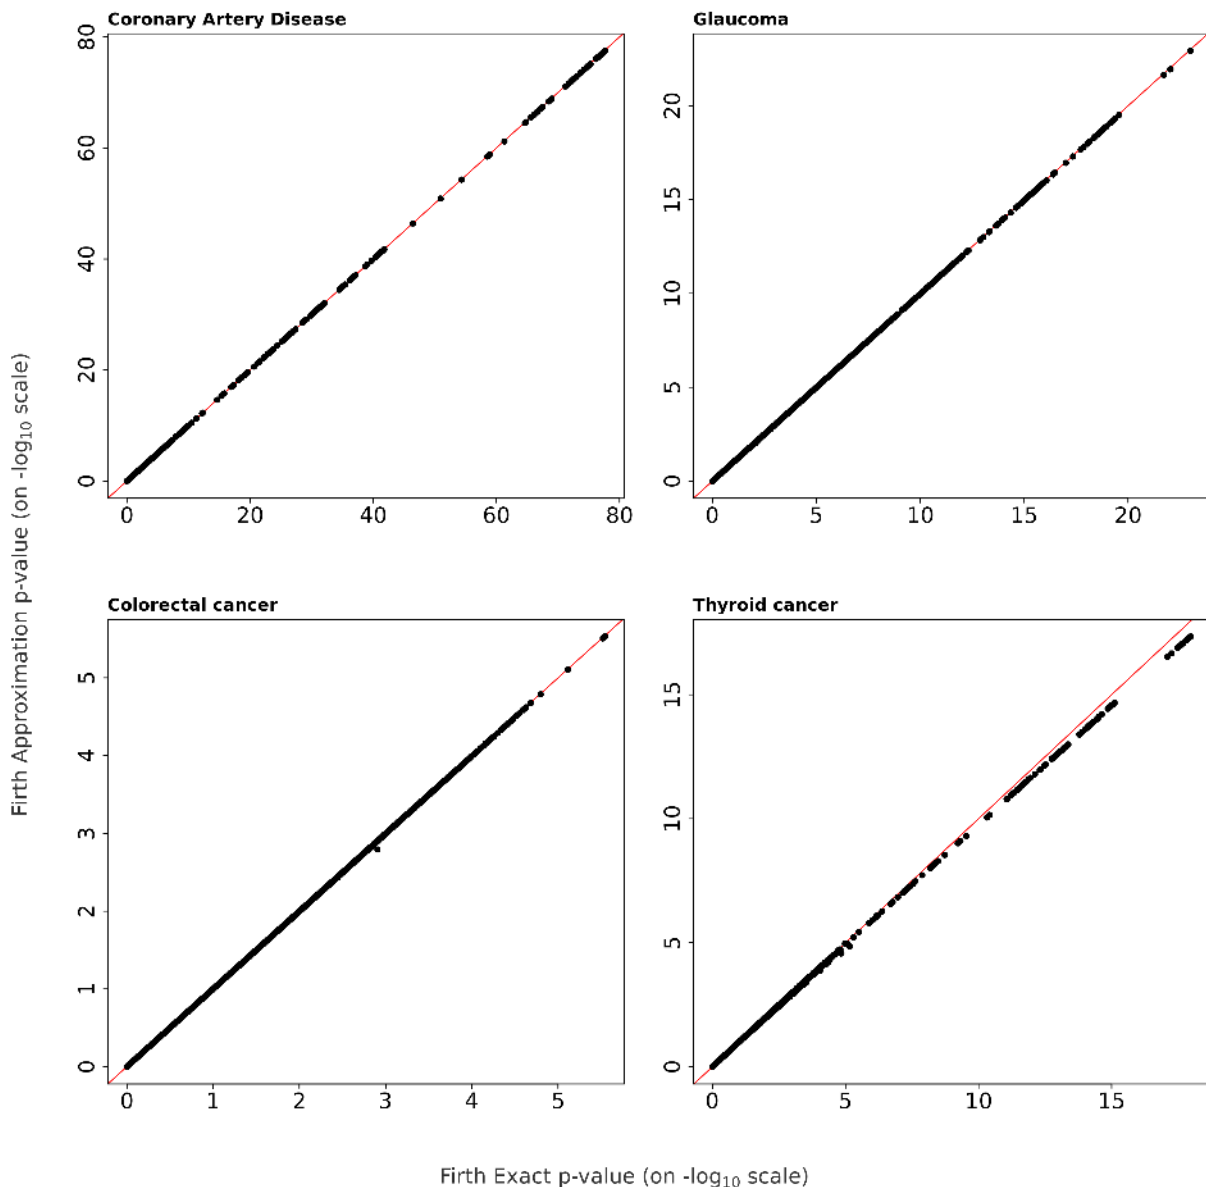 Coronary Artery Disease
80
60
40
20
0
0 20 40 60 80
Glaucoma
20
15
10
5
0
0 5 10 15 20
Firth Approximation p-value (on -log₁₀ scale)
Colorectal cancer
5
4
3
2
1
0
0 1 2 3 4 5
Thyroid cancer
15
10
5
0
0 5 10 15
Firth Exact p-value (on -log₁₀ scale)